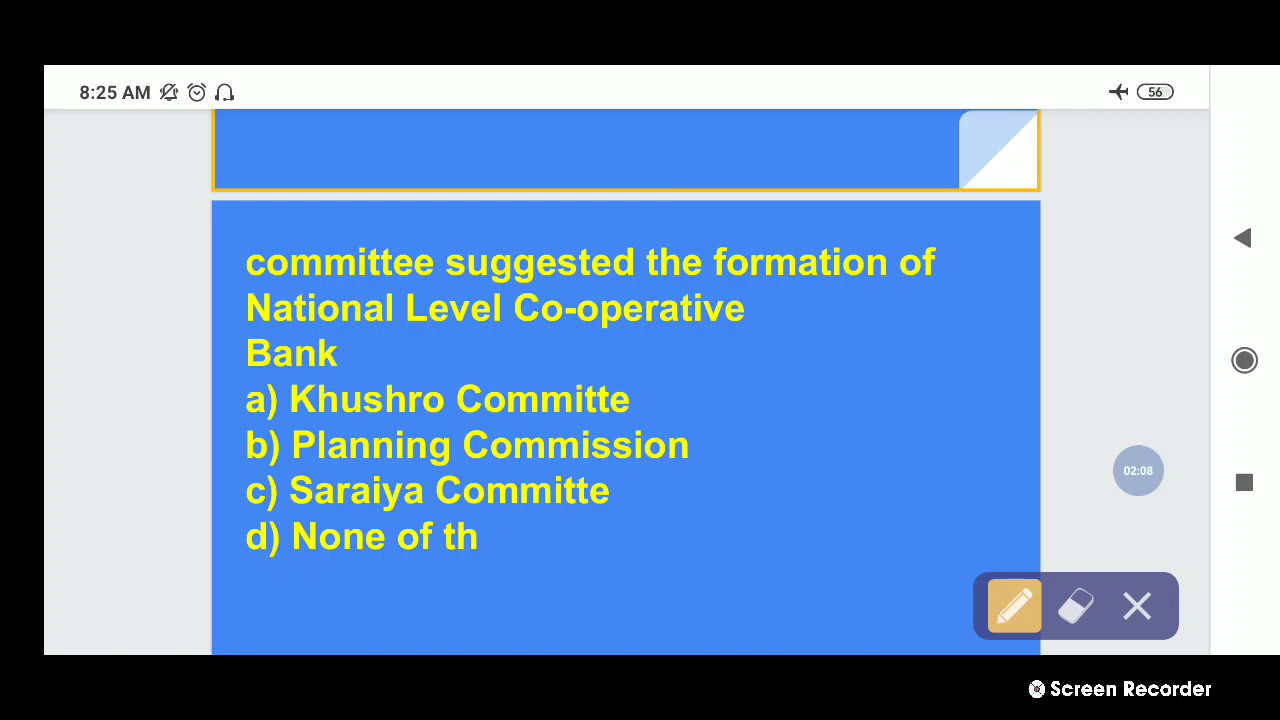 8:25 AM
56
committee suggested the formation of
National Level Co-operative
Bank
a) Khushro Committe
b) Planning Commission
c) Saraiya Committe
d) None of th
02:08
Screen Recorder